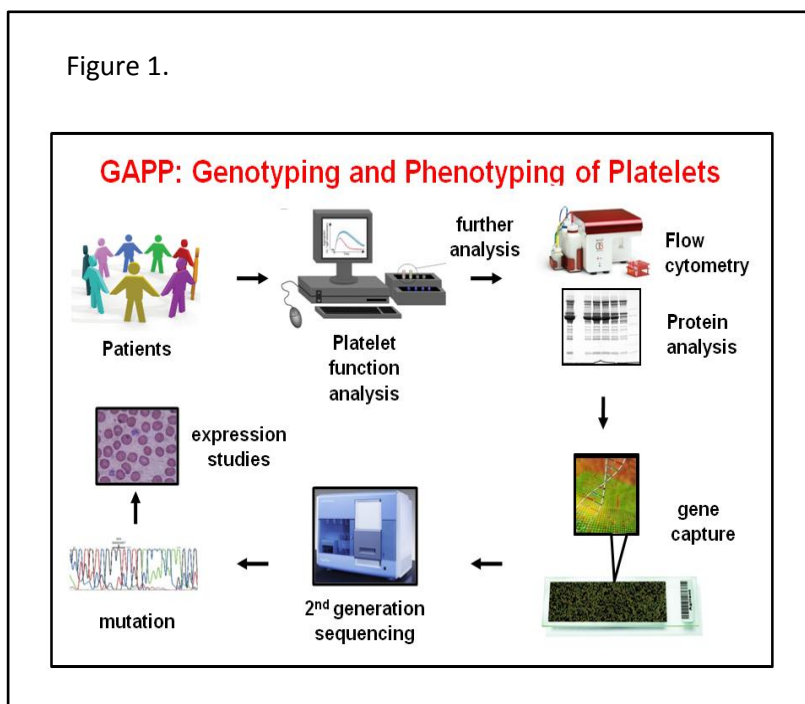 Figure 1.
GAPP: Genotyping and Phenotyping of Platelets
Patients
Platelet
function
analysis
further
analysis
Flow
cytometry
Protein
analysis
gene
capture
2nd generation
sequencing
mutation
expression
studies